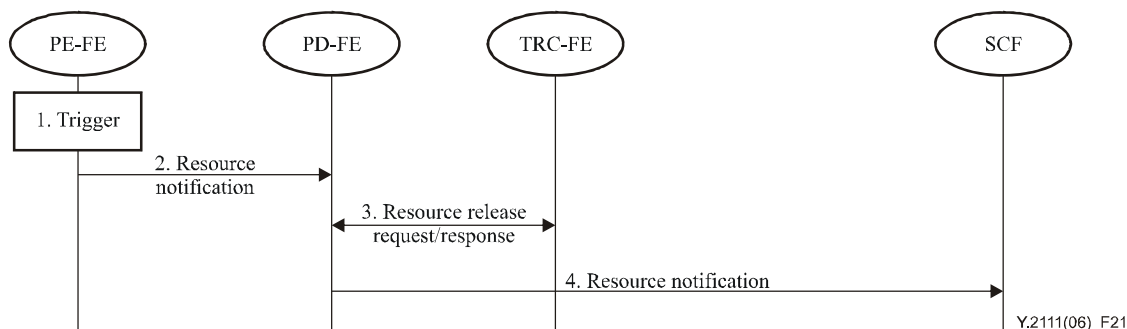 PE-FE
PD-FE
TRC-FE
SCF
1. Trigger
2. Resource
notification
3. Resource release
request/response
4. Resource notification
Y.2111(06)_F21